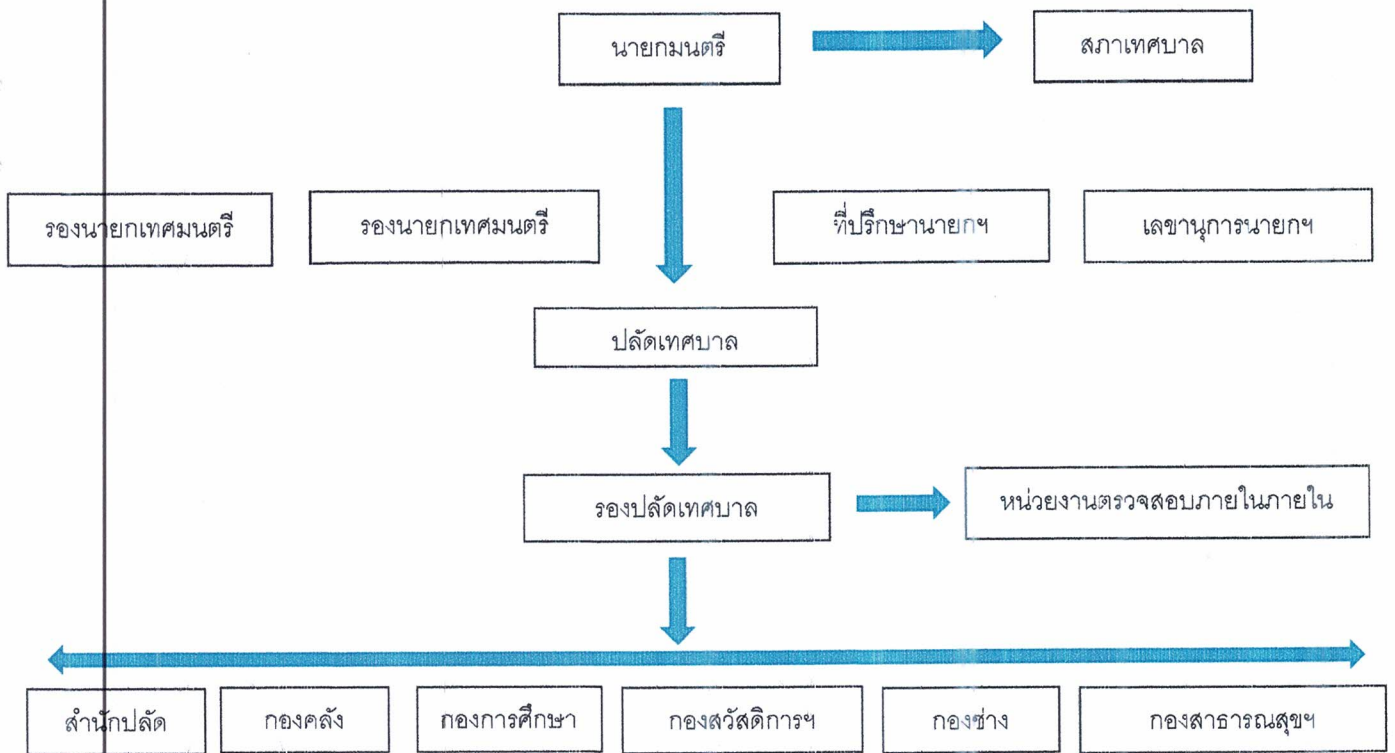 นายกมนตรี
สภาเทศบาล
รองนายกเทศมนตรี
รองนายกเทศมนตรี
ที่ปรึกษานายกฯ
เลขานุการนายกฯ
ปลัดเทศบาล
รองปลัดเทศบาล
หน่วยงานตรวจสอบภายในภายใน
สำนักปลัด
กองคลัง
กองการศึกษา
กองสวัสดิการฯ
กองช่าง
กองสาธารณสุขฯ